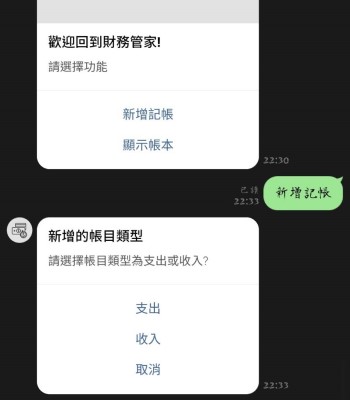 歡迎回到財務管家!
請選擇功能
新增記帳
顯示帳本
22:30
新增記帳
已讀
22:33
新增的帳目類型
請選擇帳目類型為支出或收入?
支出
收入
取消
22:33